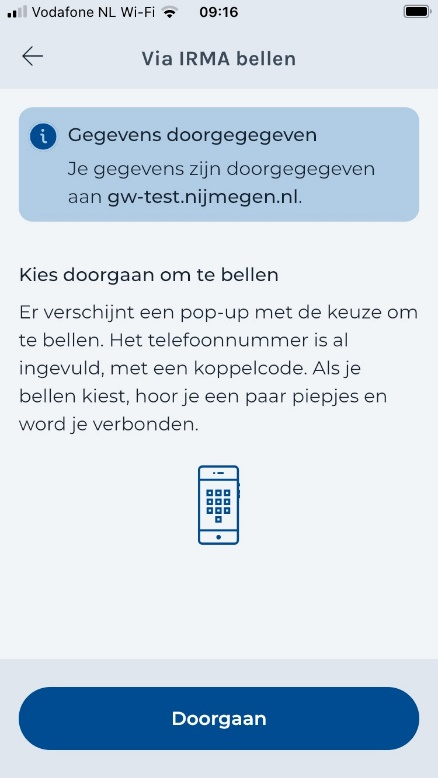 Vodafone NL Wi-Fi 09:16
Via IRMA bellen
Gegevens doorgegeven
Je gegevens zijn doorgegeven
aan gw-test.nijmegen.nl.
Kies doorgaan om te bellen
Er verschijnt een pop-up met de keuze om
te bellen. Het telefoonnummer is al
ingevuld, met een koppelcode. Als je
bellen kiest, hoor je een paar piepjes en
word je verbonden.
Doorgaan